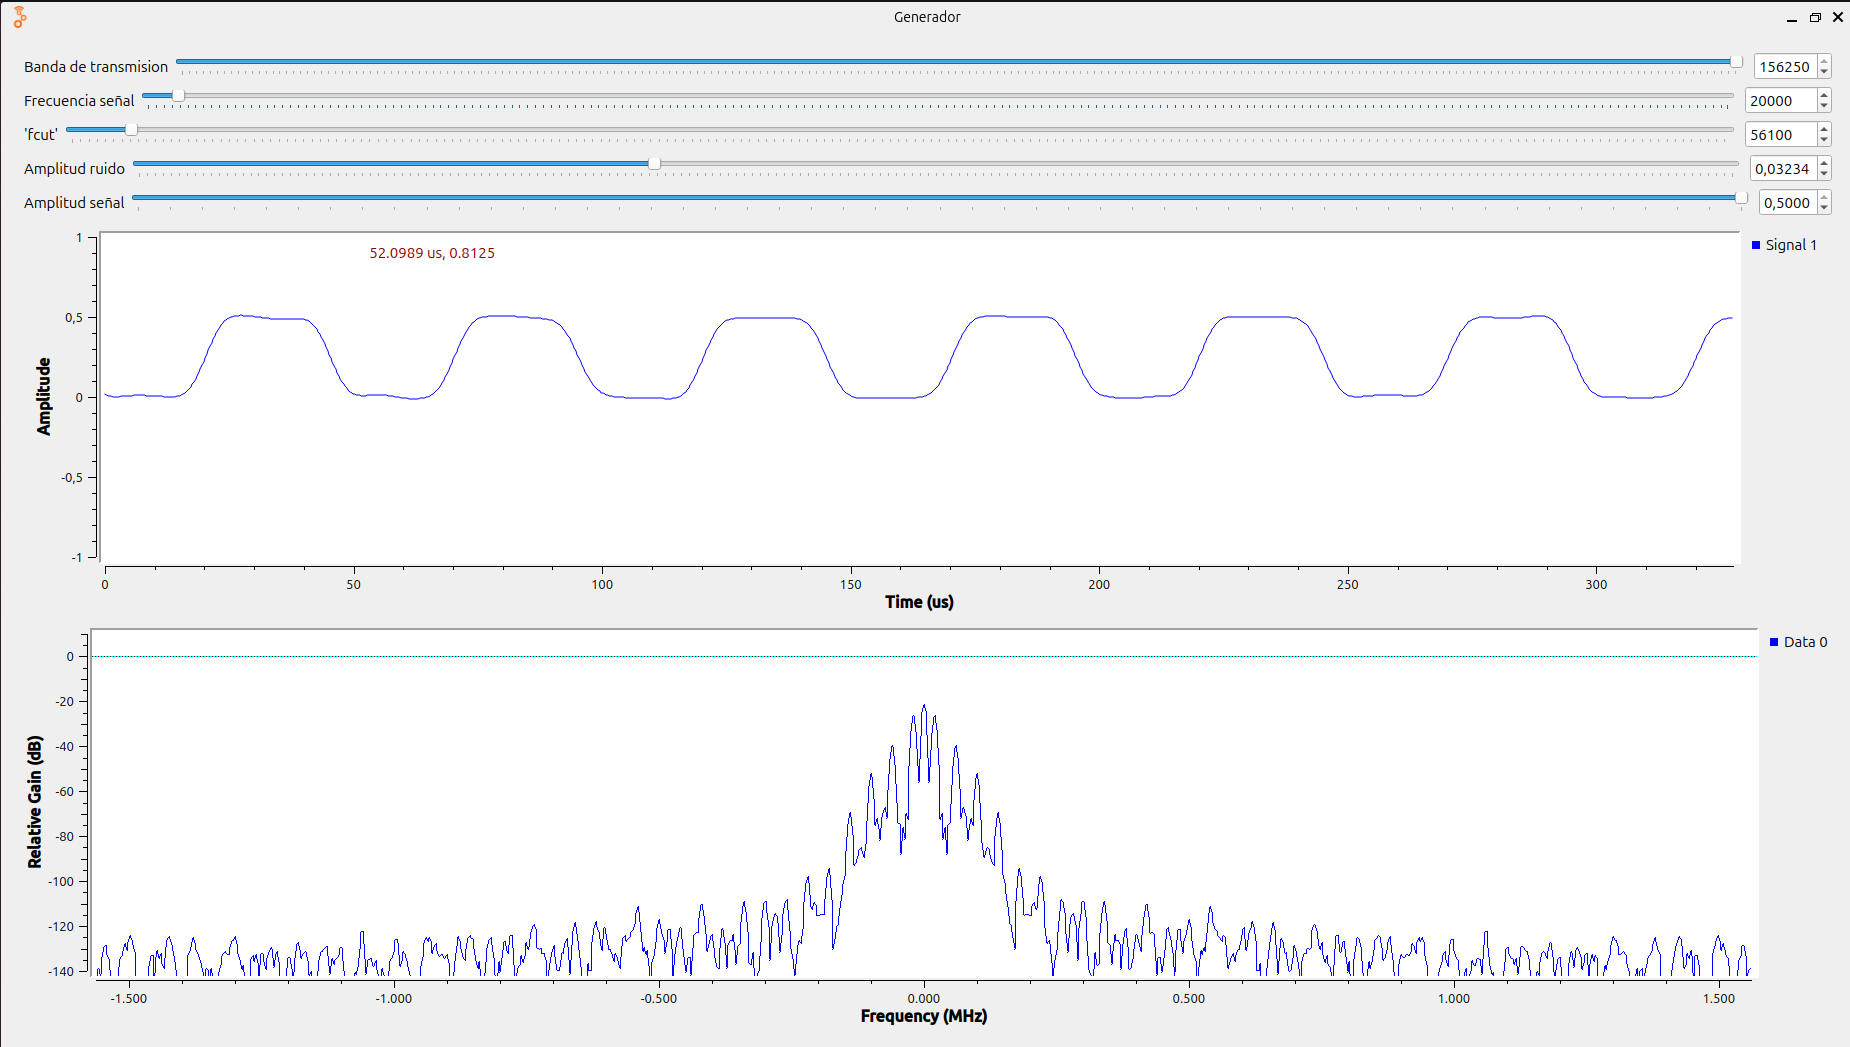 Generador
Banda de transmision 156250
Frecuencia señal 20000
'fcut' 56100
Amplitud ruido 0,03234
Amplitud señal 0,5000
52.0989 us, 0.8125
Signal 1
Amplitude
1
0,5
0
-0,5
-1
0 50 100 150 200 250 300
Time (us)
Data 0
Relative Gain (dB)
0
-20
-40
-60
-80
-100
-120
-140
-1.500 -1.000 -0.500 0.000 0.500 1.000 1.500
Frequency (MHz)